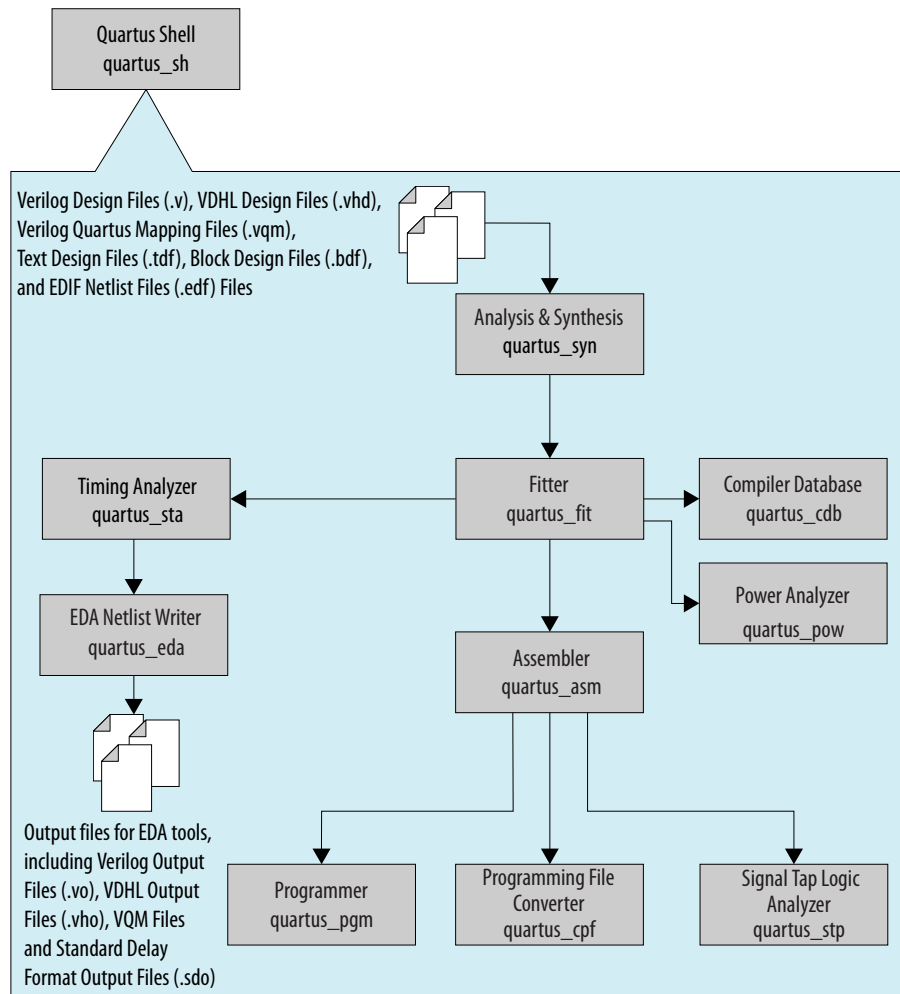 Quartus Shell
quartus_sh
Verilog Design Files (.v), VDHL Design Files (.vhd),
Verilog Quartus Mapping Files (.vqm),
Text Design Files (.tdf), Block Design Files (.bdf),
and EDIF Netlist Files (.edf) Files
Analysis & Synthesis
quartus_syn
Timing Analyzer
quartus_sta
Fitter
quartus_fit
Compiler Database
quartus_cdb
Power Analyzer
quartus_pow
EDA Netlist Writer
quartus_eda
Assembler
quartus_asm
Output files for EDA tools,
including Verilog Output
Files (.vo), VDHL Output
Files (.vho), VQM Files
and Standard Delay
Format Output Files (.sdo)
Programmer
quartus_pgm
Programming File
Converter
quartus_cpf
Signal Tap Logic
Analyzer
quartus_stp